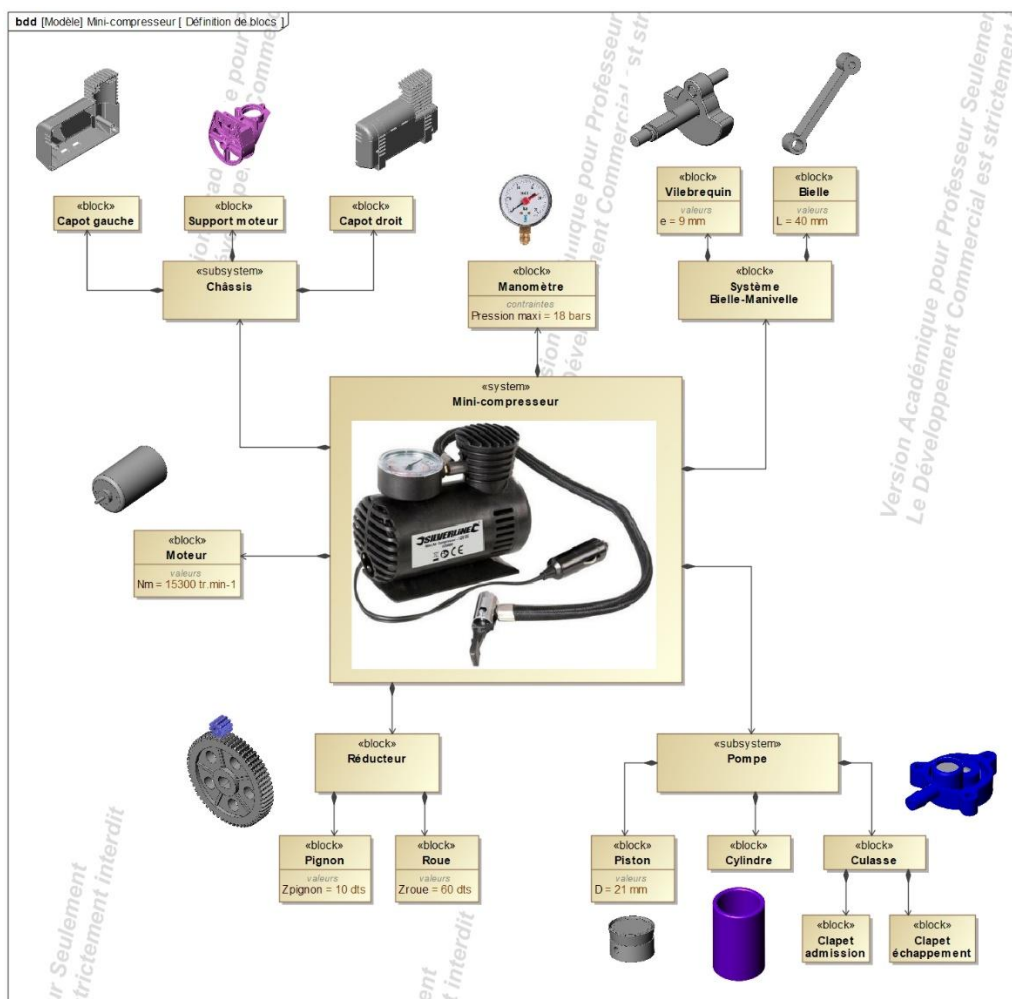 bdd [Modèle] Mini-compresseur [ Définition de blocs ]
«block»
Capot gauche
«block»
Support moteur
«block»
Capot droit
«subsystem»
Châssis
«block»
Manomètre
contraintes
Pression maxi = 18 bars
«block»
Vilebrequin
valeurs
e = 9 mm
«block»
Bielle
valeurs
L = 40 mm
«block»
Système
Bielle-Manivelle
«system»
Mini-compresseur
SILVERLINE
«block»
Moteur
valeurs
Nm = 15300 tr.min-1
«block»
Réducteur
«block»
Pignon
valeurs
Zpignon = 10 dts
«block»
Roue
valeurs
Zroue = 60 dts
«subsystem»
Pompe
«block»
Piston
valeurs
D = 21 mm
«block»
Cylindre
«block»
Culasse
«block»
Clapet
admission
«block»
Clapet
échappement
Version Académique pour Professeur Seulement
Le Développement Commercial est strictement